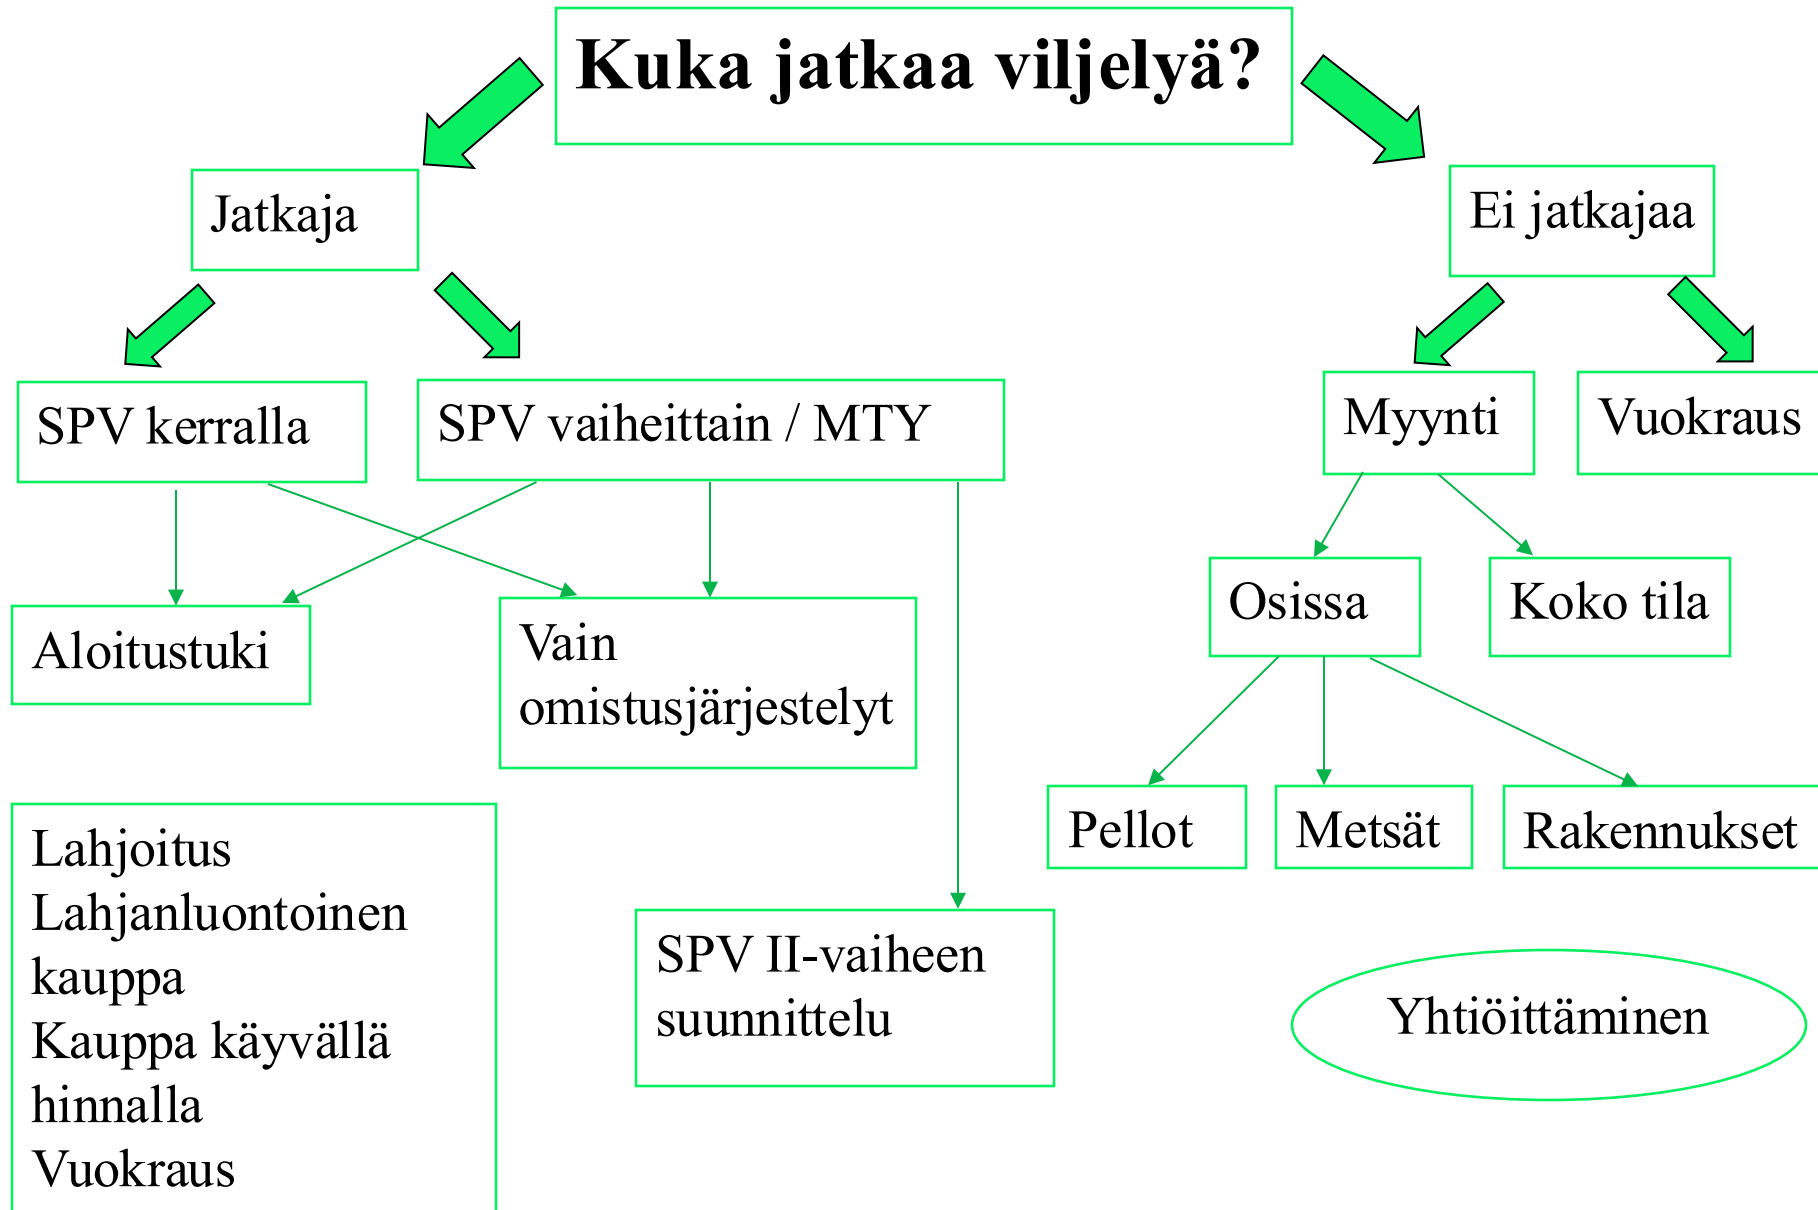 Kuka jatkaa viljelyä?
Jatkaja
Ei jatkajaa
SPV kerralla
SPV vaiheittain / MTY
Myynti
Vuokraus
Aloitustuki
Vain
omistusjärjestelyt
Osissa
Koko tila
Pellot
Metsät
Rakennukset
Lahjoitus
Lahjanluontoinen
kauppa
Kauppa käyvällä
hinnalla
Vuokraus
SPV II-vaiheen
suunnittelu
Yhtiöittäminen